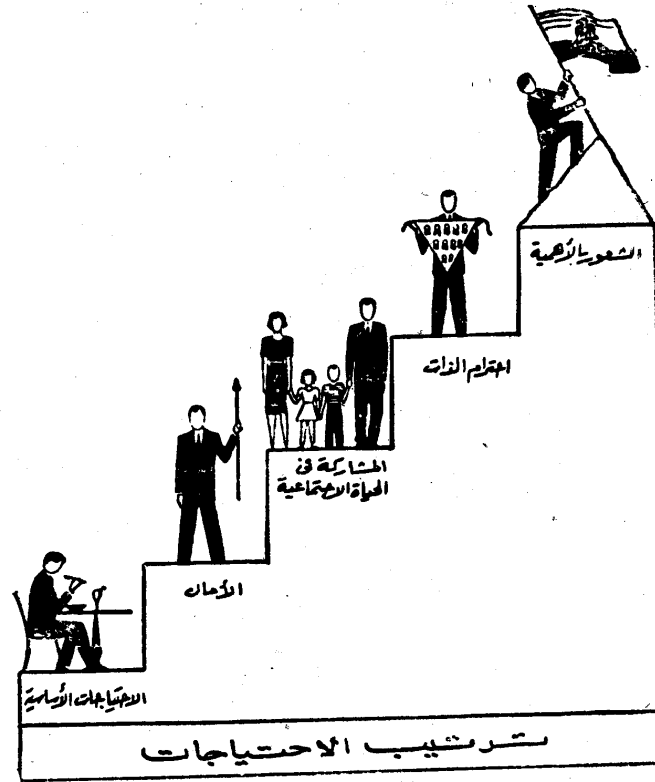 الشعور بالأهمية
احترام الذات
المشاركة فى
الحياة الاجتماعية
الأمان
الاحتياجات الأساسية
ترتيب الاحتياجات